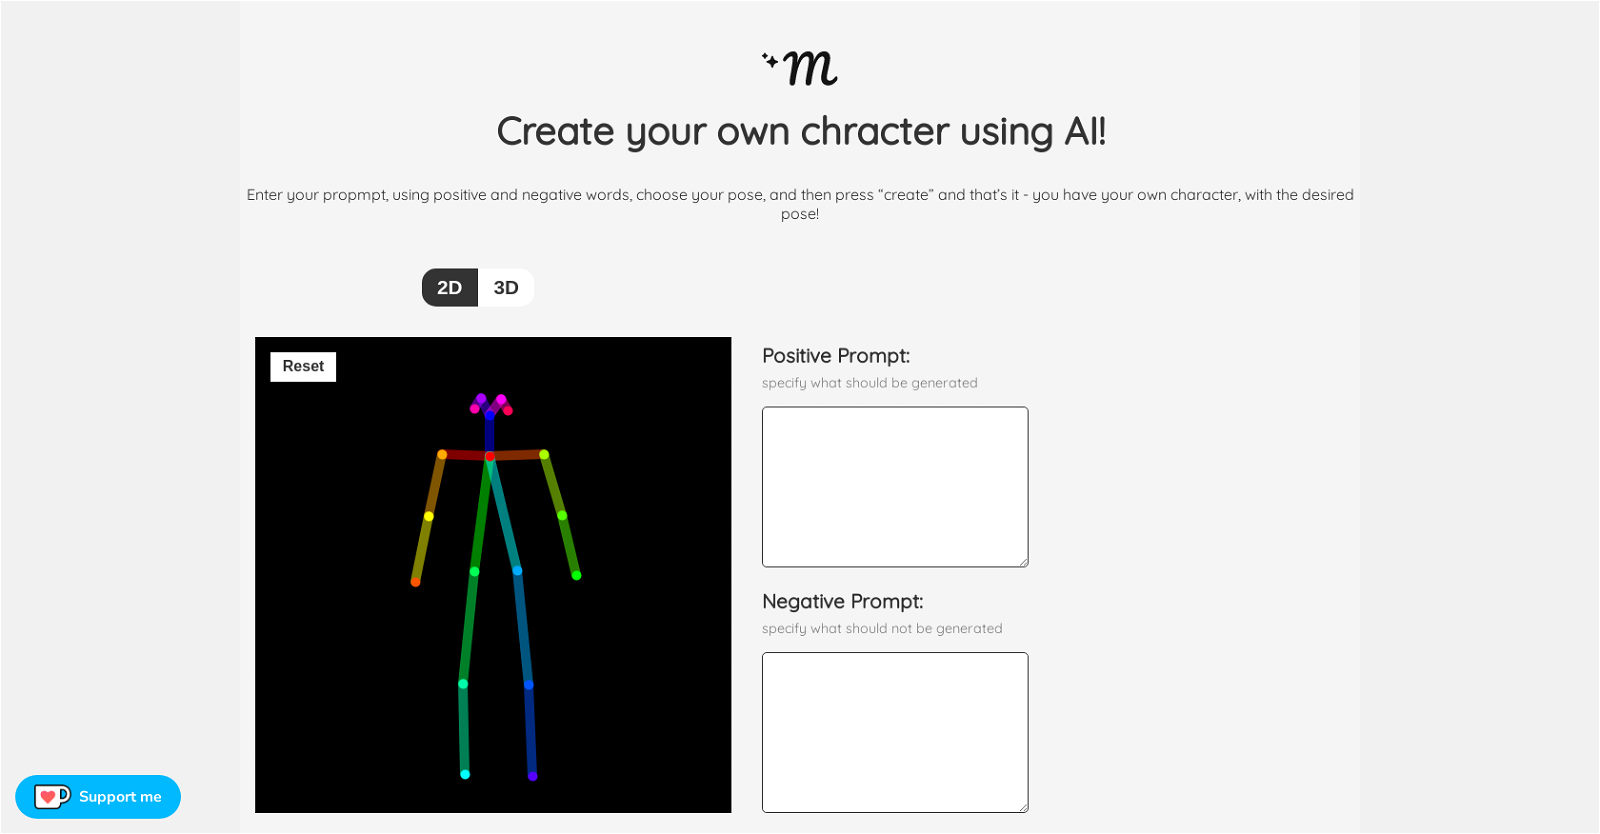 m
Create your own chracter using AI!
Enter your propmpt, using positive and negative words, choose your pose, and then press “create” and that’s it - you have your own character, with the desired
pose!
2D 3D
Reset
Positive Prompt:
specify what should be generated
Negative Prompt:
specify what should not be generated
Support me